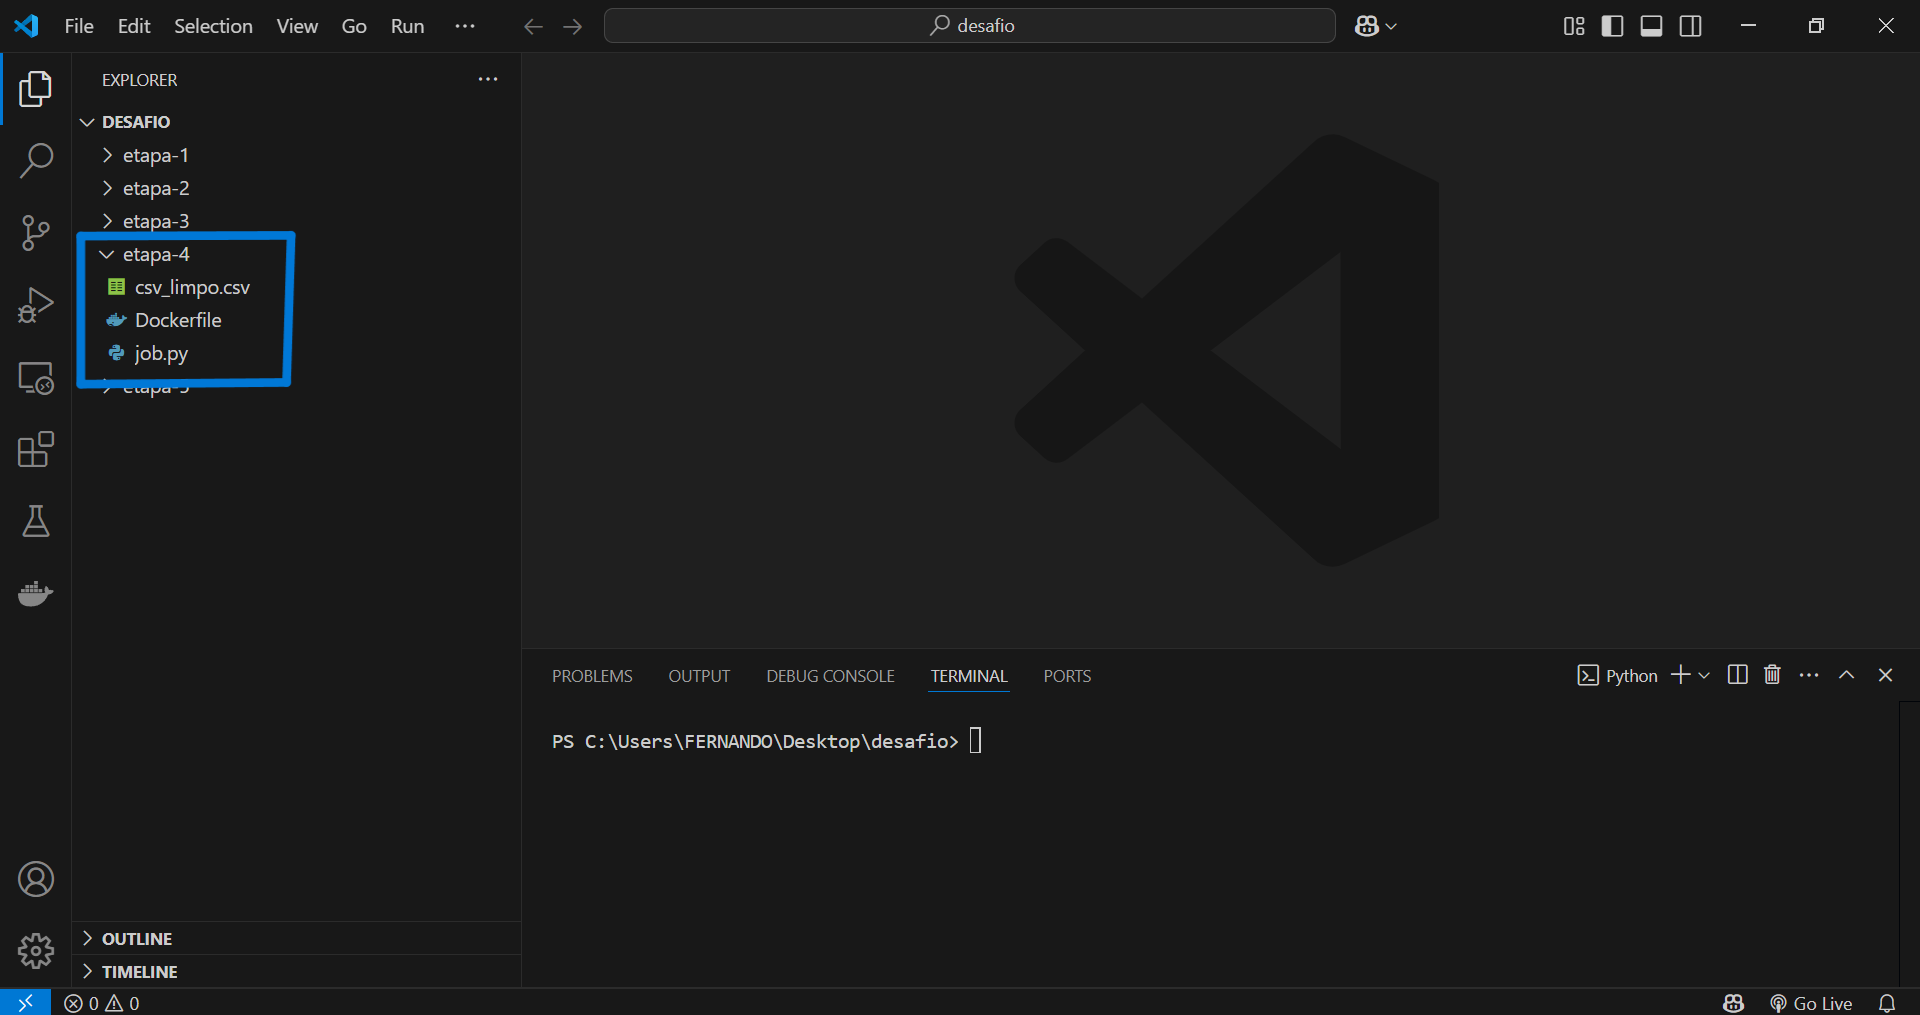 File Edit Selection View Go Run ··· desafio
EXPLORER ···
DESAFIO
etapa-1
etapa-2
etapa-3
etapa-4
csv_limpo.csv
Dockerfile
job.py
etapa-5
PROBLEMS OUTPUT DEBUG CONSOLE TERMINAL PORTS Python
PS C:\Users\FERNANDO\Desktop\desafio>
OUTLINE
TIMELINE
0 0 Go Live